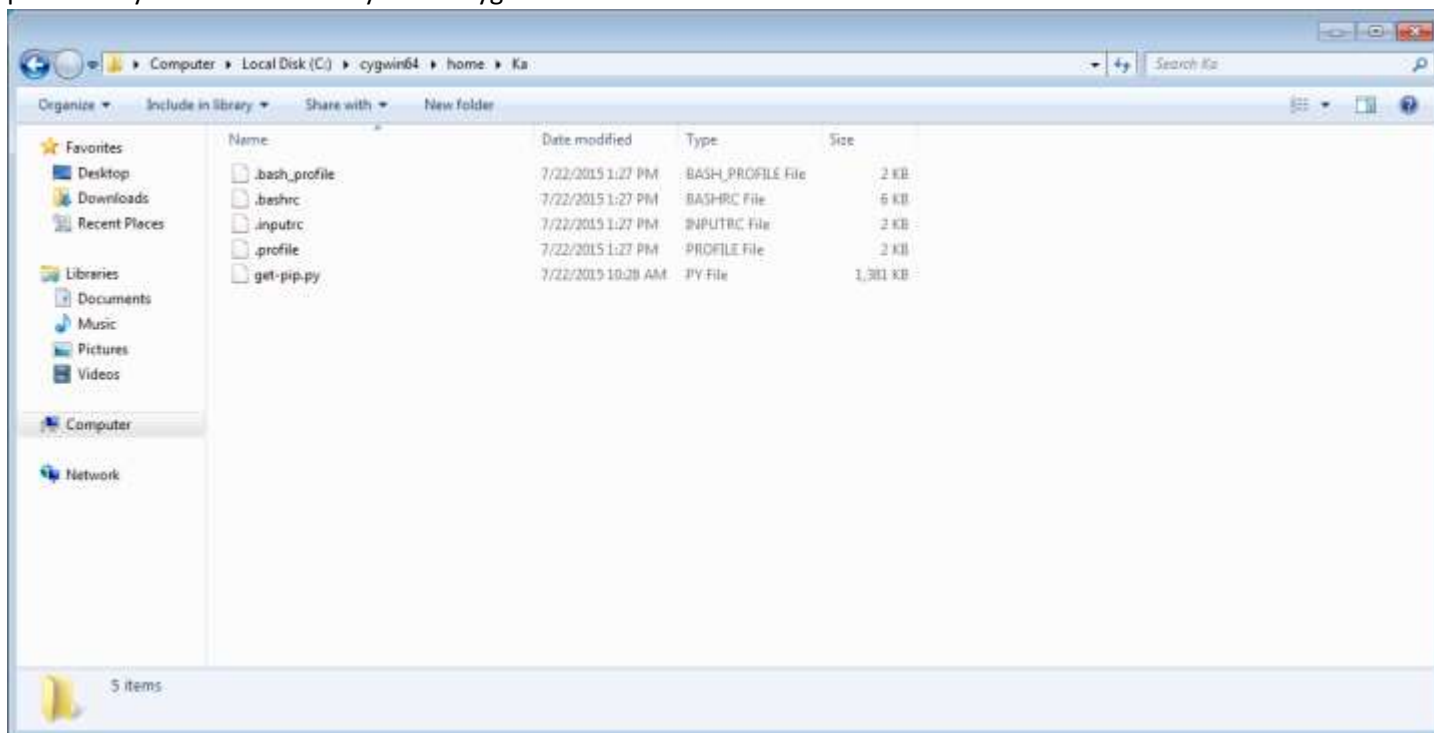 Computer ▸ Local Disk (C:) ▸ cygwin64 ▸ home ▸ Ka
Search Ka
Organize Include in library Share with New folder
Favorites
Desktop
Downloads
Recent Places
Libraries
Documents
Music
Pictures
Videos
Computer
Network
Name Date modified Type Size
.bash_profile 7/22/2015 1:27 PM BASH_PROFILE File 2 KB
.bashrc 7/22/2015 1:27 PM BASHRC File 6 KB
.inputrc 7/22/2015 1:27 PM INPUTRC File 2 KB
.profile 7/22/2015 1:27 PM PROFILE File 2 KB
get-pip.py 7/22/2015 10:28 AM PY File 1,381 KB
5 items